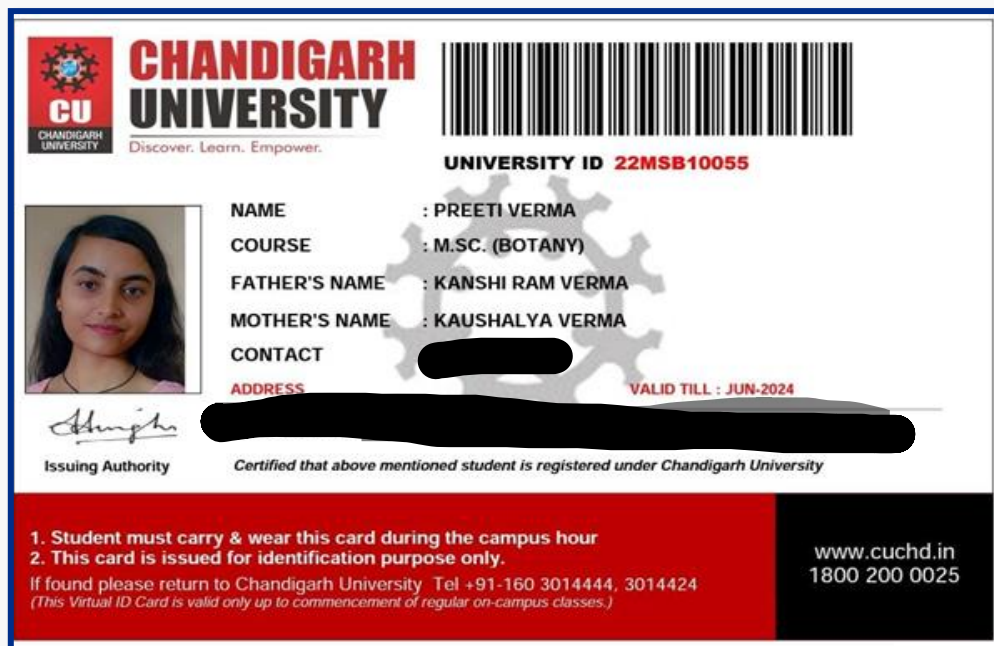 CU
CHANDIGARH
UNIVERSITY
CHANDIGARH
UNIVERSITY
Discover. Learn. Empower.
UNIVERSITY ID 22MSB10055
NAME : PREETI VERMA
COURSE : M.SC. (BOTANY)
FATHER'S NAME : KANSHI RAM VERMA
MOTHER'S NAME : KAUSHALYA VERMA
CONTACT
ADDRESS VALID TILL : JUN-2024
Issuing Authority Certified that above mentioned student is registered under Chandigarh University
1. Student must carry & wear this card during the campus hour
2. This card is issued for identification purpose only.
If found please return to Chandigarh University Tel +91-160 3014444, 3014424
(This Virtual ID Card is valid only up to commencement of regular on-campus classes.)
www.cuchd.in
1800 200 0025